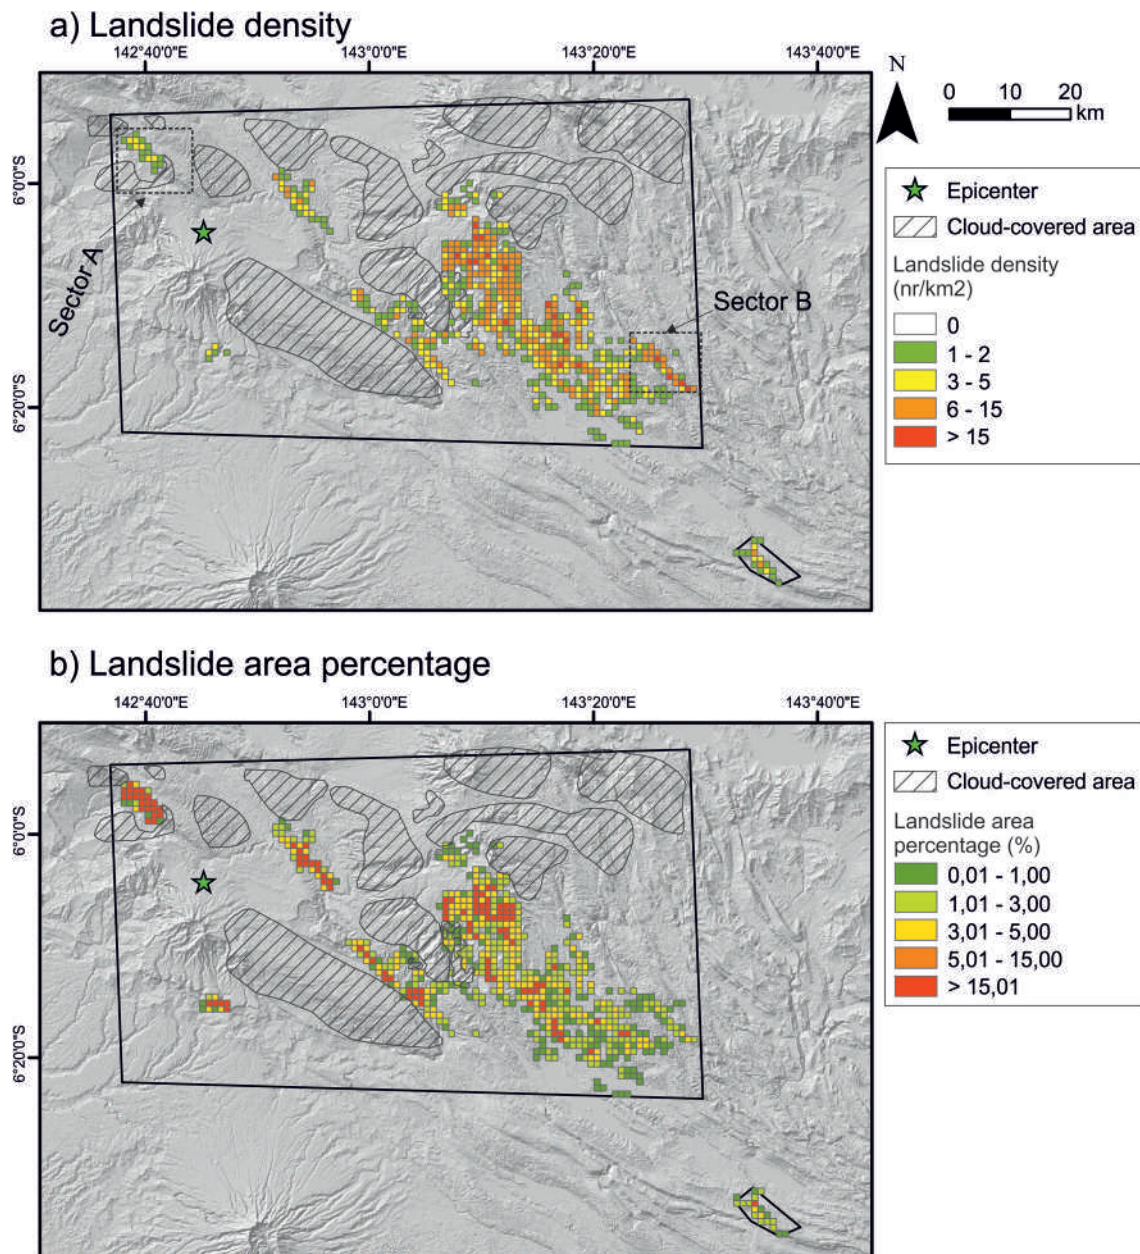 a) Landslide density
142°40'0"E
143°0'0"E
143°20'0"E
143°40'0"E
N
0 10 20
km
6°0'0"S
6°20'0"S
Sector A
Sector B
Epicenter
Cloud-covered area
Landslide density
(nr/km2)
0
1 - 2
3 - 5
6 - 15
> 15
b) Landslide area percentage
142°40'0"E
143°0'0"E
143°20'0"E
143°40'0"E
6°0'0"S
6°20'0"S
Epicenter
Cloud-covered area
Landslide area
percentage (%)
0,01 - 1,00
1,01 - 3,00
3,01 - 5,00
5,01 - 15,00
> 15,01